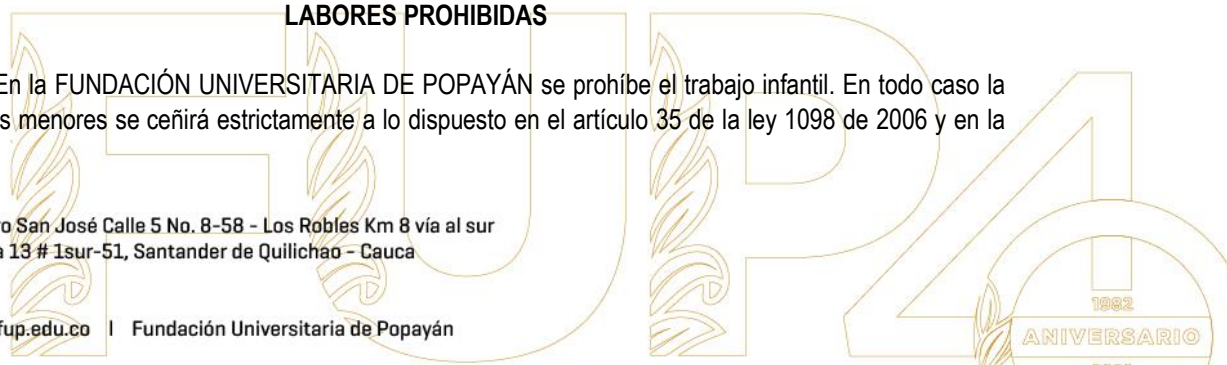 LABORES PROHIBIDAS
En la FUNDACIÓN UNIVERSITARIA DE POPAYÁN se prohíbe el trabajo infantil. En todo caso la
s menores se ceñirá estrictamente a lo dispuesto en el artículo 35 de la ley 1098 de 2006 y en la
ro San José Calle 5 No. 8-58 - Los Robles Km 8 vía al sur
a 13 # 1sur-51, Santander de Quilichao - Cauca
fup.edu.co | Fundación Universitaria de Popayán
FUP4
1982
ANIVERSARIO